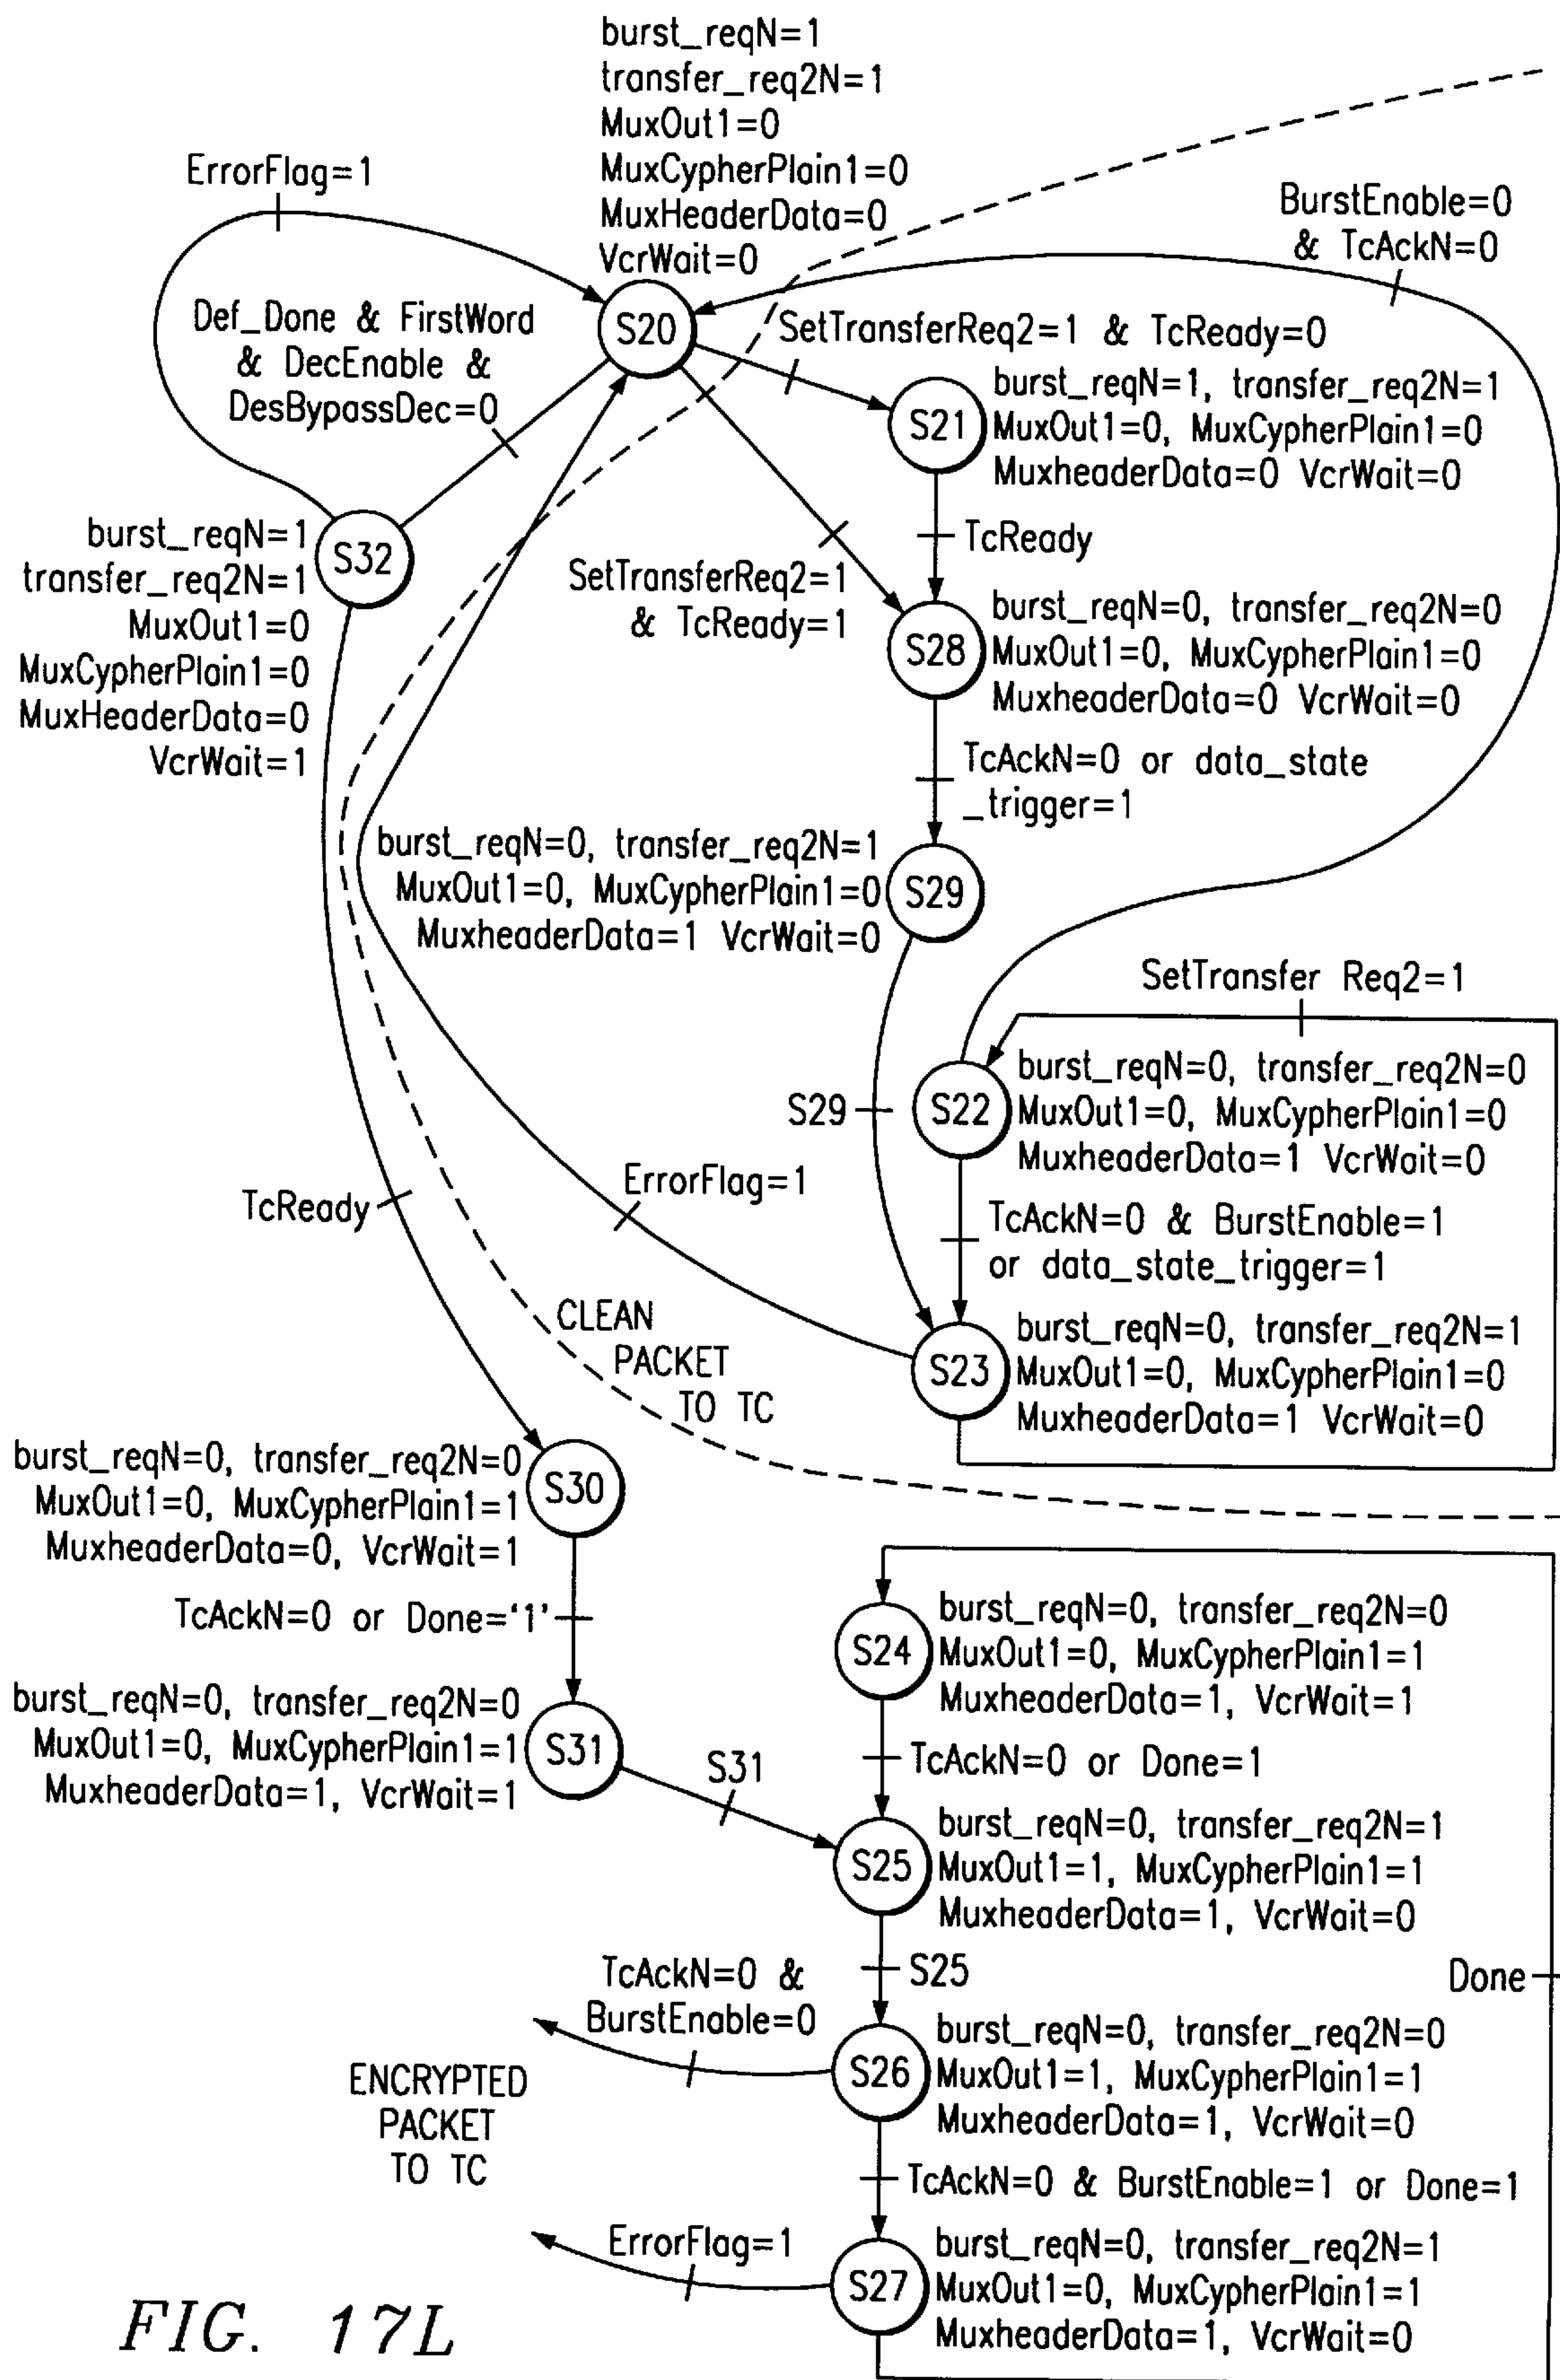 burst_reqN=1
transfer_req2N=1
MuxOut1=0
MuxCypherPlain1=0
MuxHeaderData=0
VcrWait=0
ErrorFlag=1
BurstEnable=0
& TcAckN=0
Def_Done & FirstWord
& DecEnable &
DesBypassDec=0
S20
SetTransferReq2=1 & TcReady=0
S21
burst_reqN=1, transfer_req2N=1
MuxOut1=0, MuxCypherPlain1=0
MuxheaderData=0 VcrWait=0
S32
burst_reqN=1
transfer_req2N=1
MuxOut1=0
MuxCypherPlain1=0
MuxHeaderData=0
VcrWait=1
TcReady
SetTransferReq2=1
& TcReady=1
S28
burst_reqN=0, transfer_req2N=0
MuxOut1=0, MuxCypherPlain1=0
MuxheaderData=0 VcrWait=0
TcAckN=0 or data_state
_trigger=1
burst_reqN=0, transfer_req2N=1
MuxOut1=0, MuxCypherPlain1=0
MuxheaderData=1 VcrWait=0
S29
SetTransfer Req2=1
S29
S22
burst_reqN=0, transfer_req2N=0
MuxOut1=0, MuxCypherPlain1=0
MuxheaderData=1 VcrWait=0
ErrorFlag=1
TcReady
TcAckN=0 & BurstEnable=1
or data_state_trigger=1
CLEAN
PACKET
TO TC
S23
burst_reqN=0, transfer_req2N=1
MuxOut1=0, MuxCypherPlain1=0
MuxheaderData=1 VcrWait=0
burst_reqN=0, transfer_req2N=0
MuxOut1=0, MuxCypherPlain1=1
MuxheaderData=0, VcrWait=1
S30
TcAckN=0 or Done='1'
S24
burst_reqN=0, transfer_req2N=0
MuxOut1=0, MuxCypherPlain1=1
MuxheaderData=1, VcrWait=1
burst_reqN=0, transfer_req2N=0
MuxOut1=0, MuxCypherPlain1=1
MuxheaderData=1, VcrWait=1
S31
S31
TcAckN=0 or Done=1
S25
burst_reqN=0, transfer_req2N=1
MuxOut1=1, MuxCypherPlain1=1
MuxheaderData=1, VcrWait=0
S25
Done
TcAckN=0 &
BurstEnable=0
S26
burst_reqN=0, transfer_req2N=0
MuxOut1=1, MuxCypherPlain1=1
MuxheaderData=1, VcrWait=0
ENCRYPTED
PACKET
TO TC
TcAckN=0 & BurstEnable=1 or Done=1
ErrorFlag=1
S27
burst_reqN=0, transfer_req2N=1
MuxOut1=0, MuxCypherPlain1=1
MuxheaderData=1, VcrWait=0
FIG. 17L